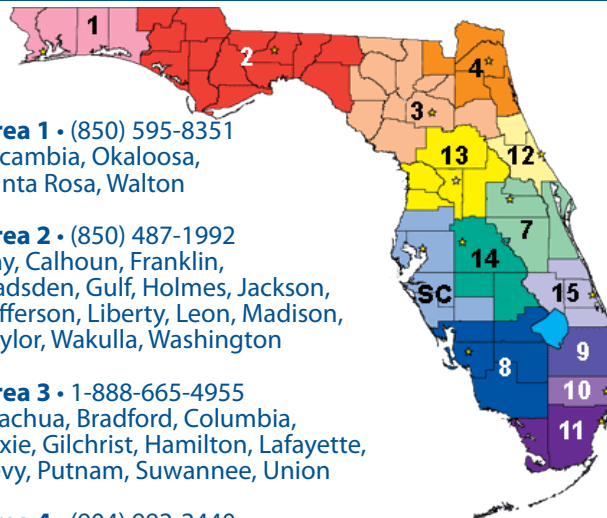 1
2
4
3
13
12
7
14
SC
15
8
9
10
11
rea 1 • (850) 595-8351
cambia, Okaloosa,
nta Rosa, Walton
rea 2 • (850) 487-1992
y, Calhoun, Franklin,
adsden, Gulf, Holmes, Jackson,
fferson, Liberty, Leon, Madison,
ylor, Wakulla, Washington
rea 3 • 1-888-665-4955
achua, Bradford, Columbia,
xie, Gilchrist, Hamilton, Lafayette,
vy, Putnam, Suwannee, Union